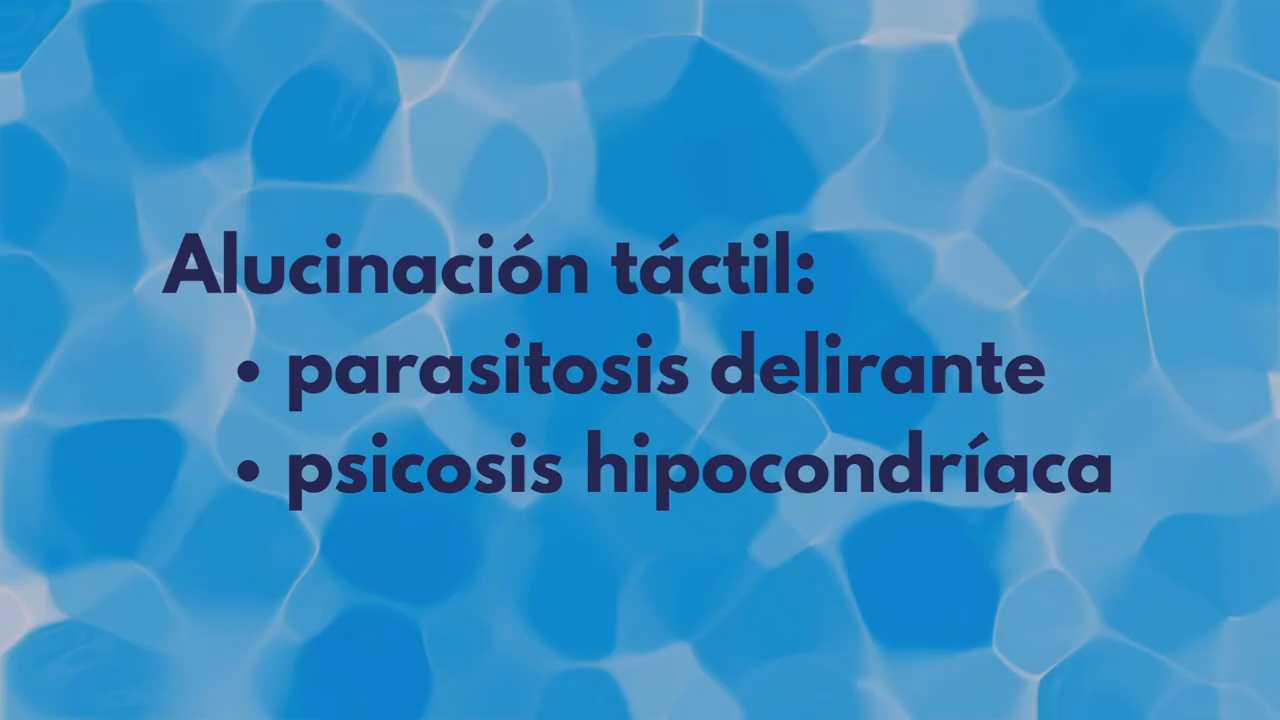 Alucinación táctil:
• parasitosis delirante
• psicosis hipocondríaca